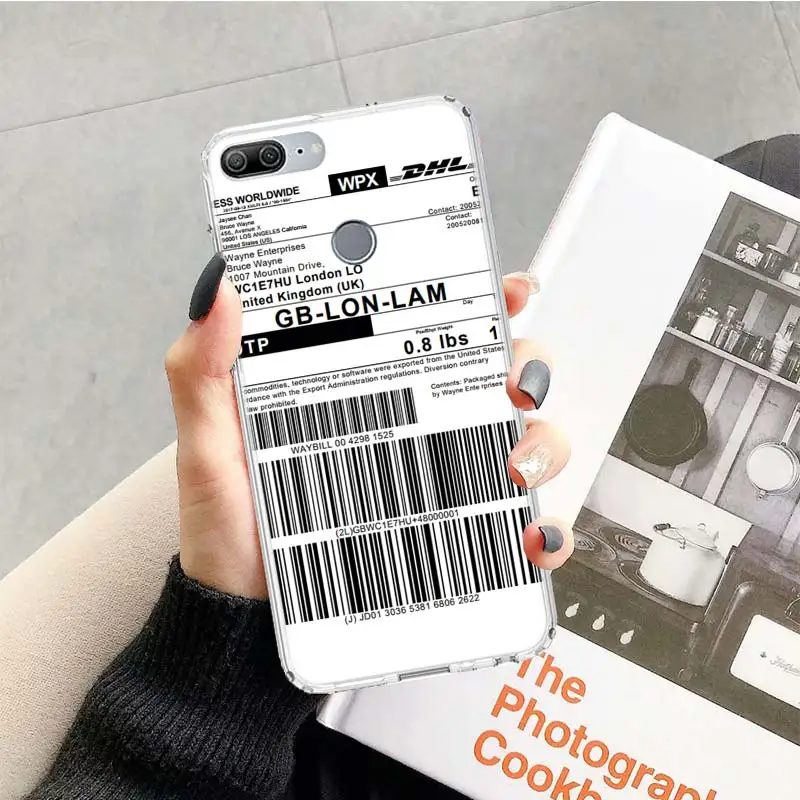 WPX DHL
ESS WORLDWIDE
Jaysee Chan
Bruce Wayne
456, Avenue X
90001 LOS ANGELES California
United States (US)
Contact:
Contact:
Wayne Enterprises
Bruce Wayne
1007 Mountain Drive,
WC1E7HU London LO
United Kingdom (UK)
GB-LON-LAM
Day
TP
0.8 lbs 1
commodities, technology or software were exported from the United States
rdance with the Export Administration regulations. Diversion contrary
law prohibited.
Contents: Packaged
by Wayne Ente rprises
WAYBILL 00 4298 1525
(2L)GBWC1E7HU+48000001
(J) JD01 3036 5381 6806 2622
The
Photograph
Cookb